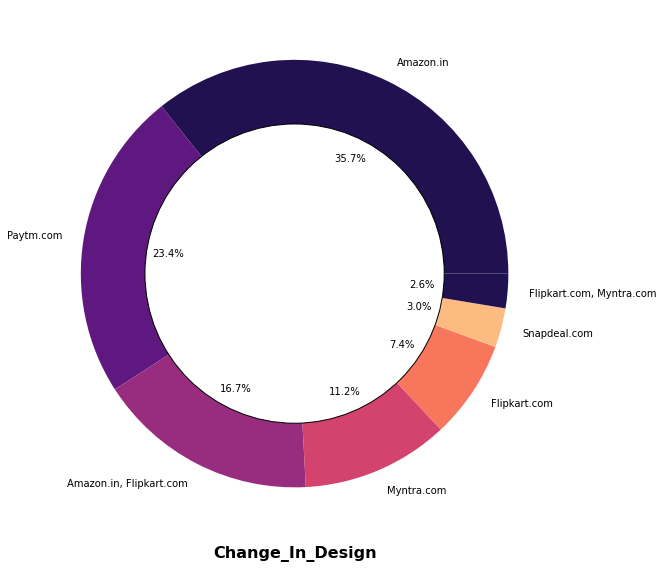 Amazon.in
35.7%
Paytm.com
23.4%
2.6%
Flipkart.com, Myntra.com
3.0%
Snapdeal.com
7.4%
16.7%
11.2%
Flipkart.com
Amazon.in, Flipkart.com
Myntra.com
Change_In_Design